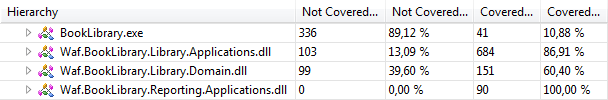 Hierarchy Not Covered... Not Covered... Covered... Covered...
BookLibrary.exe 336 89,12 % 41 10,88 %
Waf.BookLibrary.Library.Applications.dll 103 13,09 % 684 86,91 %
Waf.BookLibrary.Library.Domain.dll 99 39,60 % 151 60,40 %
Waf.BookLibrary.Reporting.Applications.dll 0 0,00 % 90 100,00 %